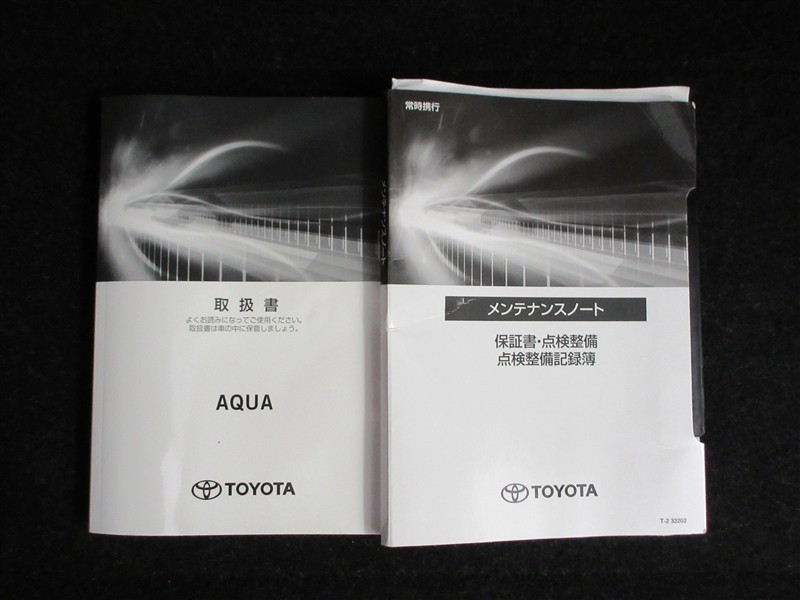 取扱書
よくお読みになってご使用ください。
取扱書は車の中に保管しましょう。
AQUA
TOYOTA
メンテナンスノート
常時携行
メンテナンスノート
保証書・点検整備
点検整備記録簿
TOYOTA
T-2 33202